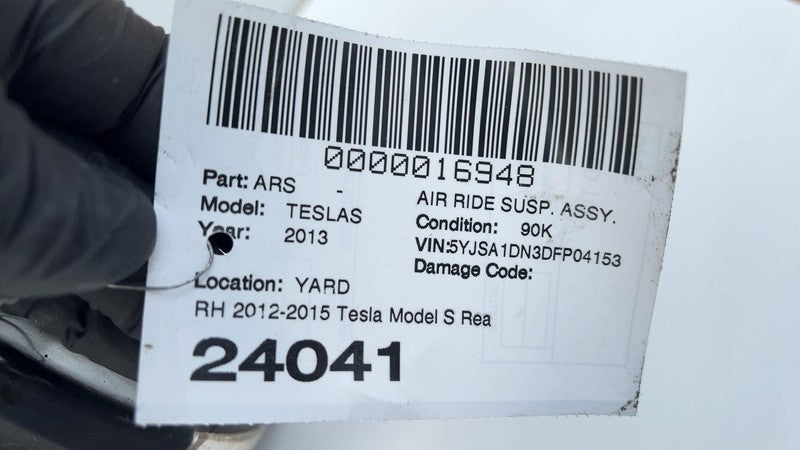 0000016948
Part: ARS -
AIR RIDE SUSP. ASSY.
Model: TESLAS
Condition: 90K
Year: 2013
VIN:5YJSA1DN3DFP04153
Damage Code:
Location: YARD
RH 2012-2015 Tesla Model S Rea
24041